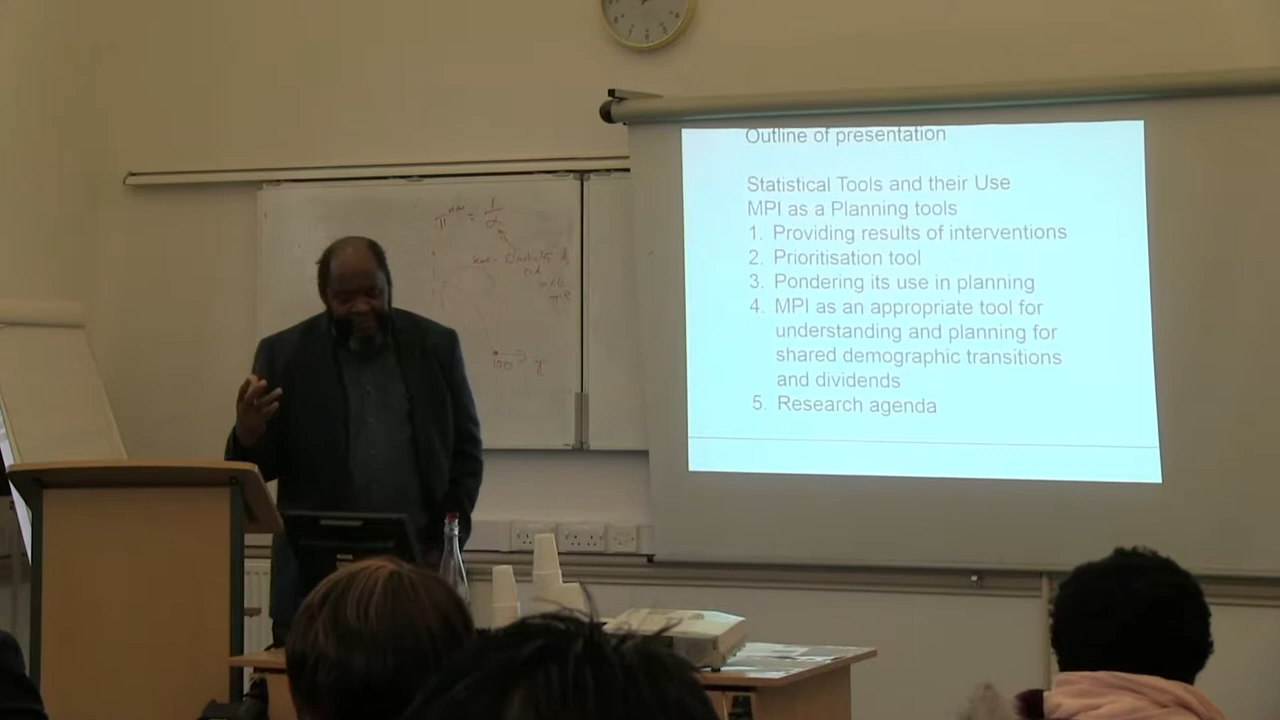 Outline of presentation
Statistical Tools and their Use
MPI as a Planning tools
1. Providing results of interventions
2. Prioritisation tool
3. Pondering its use in planning
4. MPI as an appropriate tool for
understanding and planning for
shared demographic transitions
and dividends
5. Research agenda